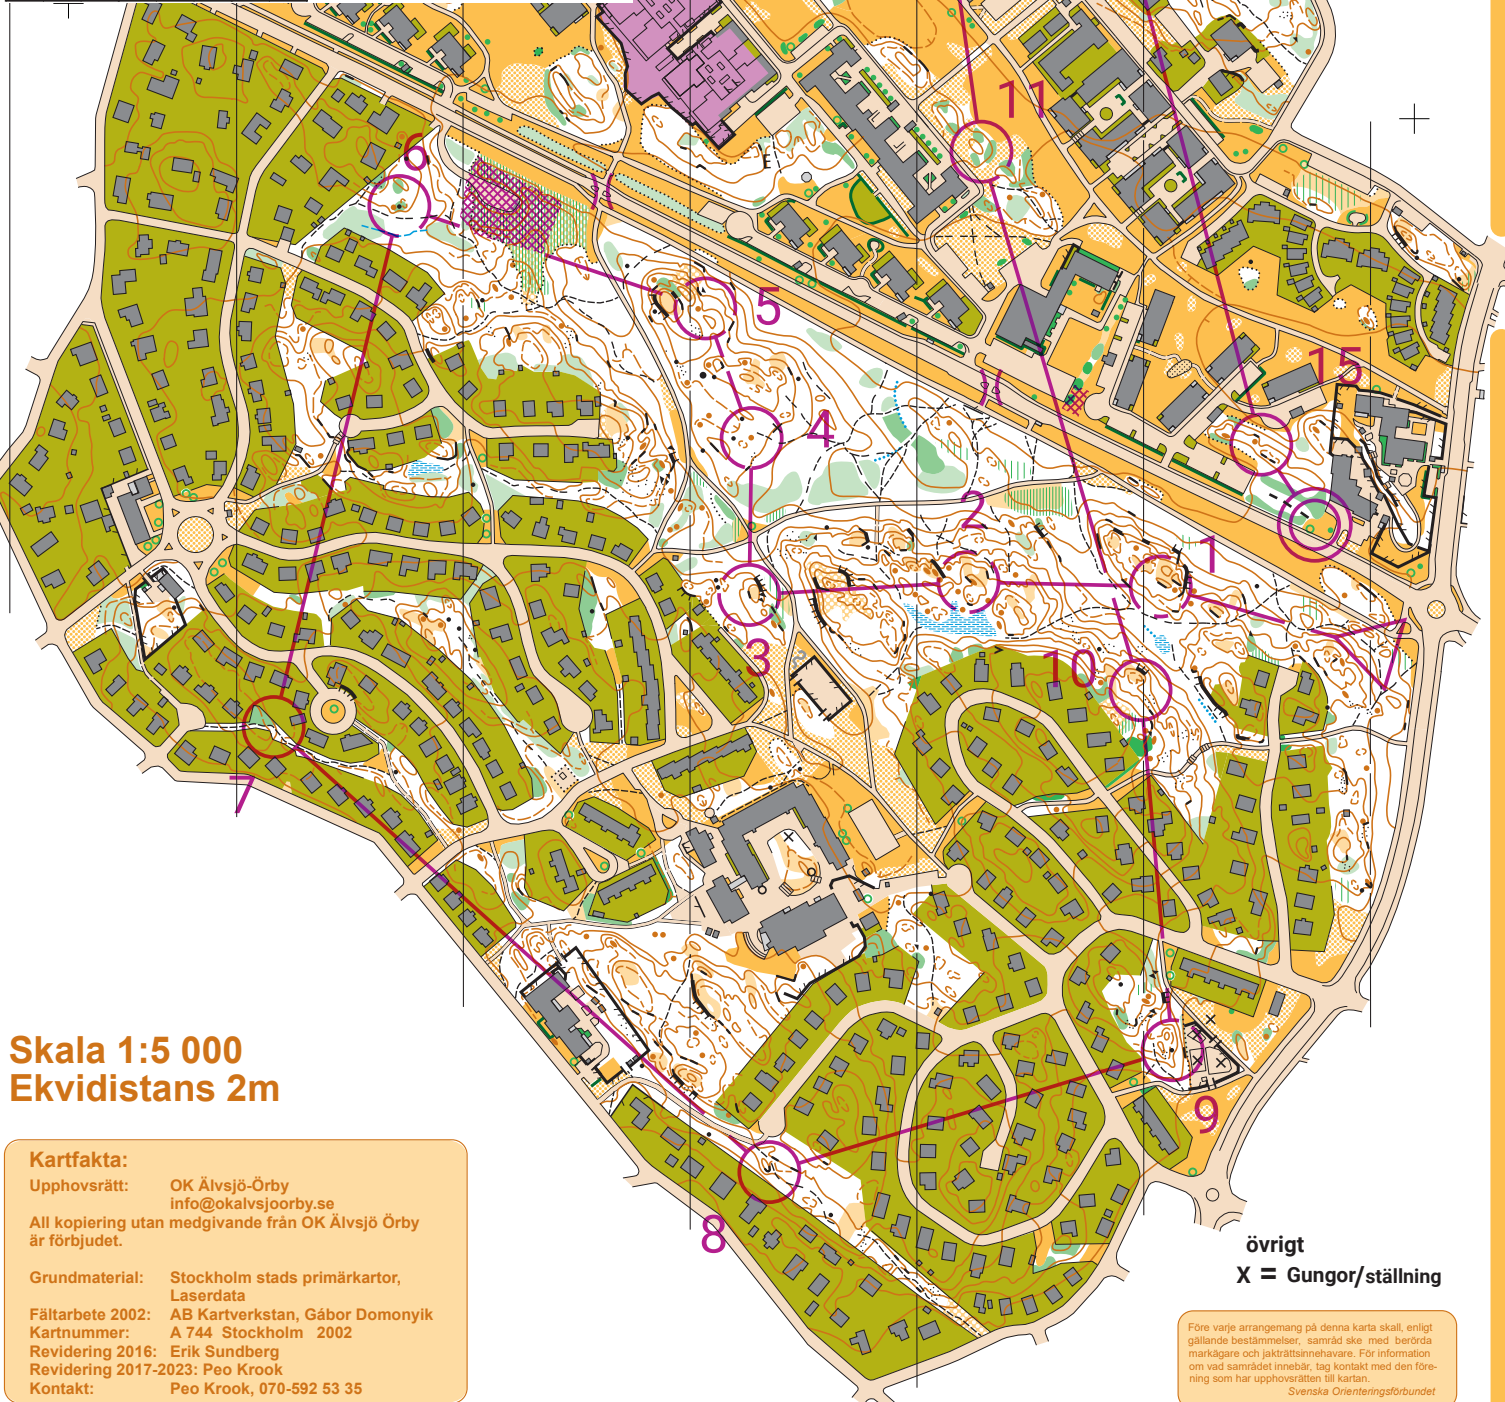 11
6
5
15
4
2
1
3
10
7
9
8
Skala 1:5 000
Ekvidistans 2m
Kartfakta:
Upphovsrätt: OK Älvsjö-Örby
info@okalvsjoorby.se
All kopiering utan medgivande från OK Älvsjö Örby
är förbjudet.
Grundmaterial: Stockholm stads primärkartor,
Laserdata
Fältarbete 2002: AB Kartverkstan, Gábor Domonyik
Kartnummer: A 744 Stockholm 2002
Revidering 2016: Erik Sundberg
Revidering 2017-2023: Peo Krook
Kontakt: Peo Krook, 070-592 53 35
övrigt
X = Gungor/ställning
Före varje arrangemang på denna karta skall, enligt
gällande bestämmelser, samråd ske med berörda
markägare och jakträttsinnehavare. För information
om vad samrådet innebär, tag kontakt med den före-
ning som har upphovsrätten till kartan.
Svenska Orienteringsförbundet